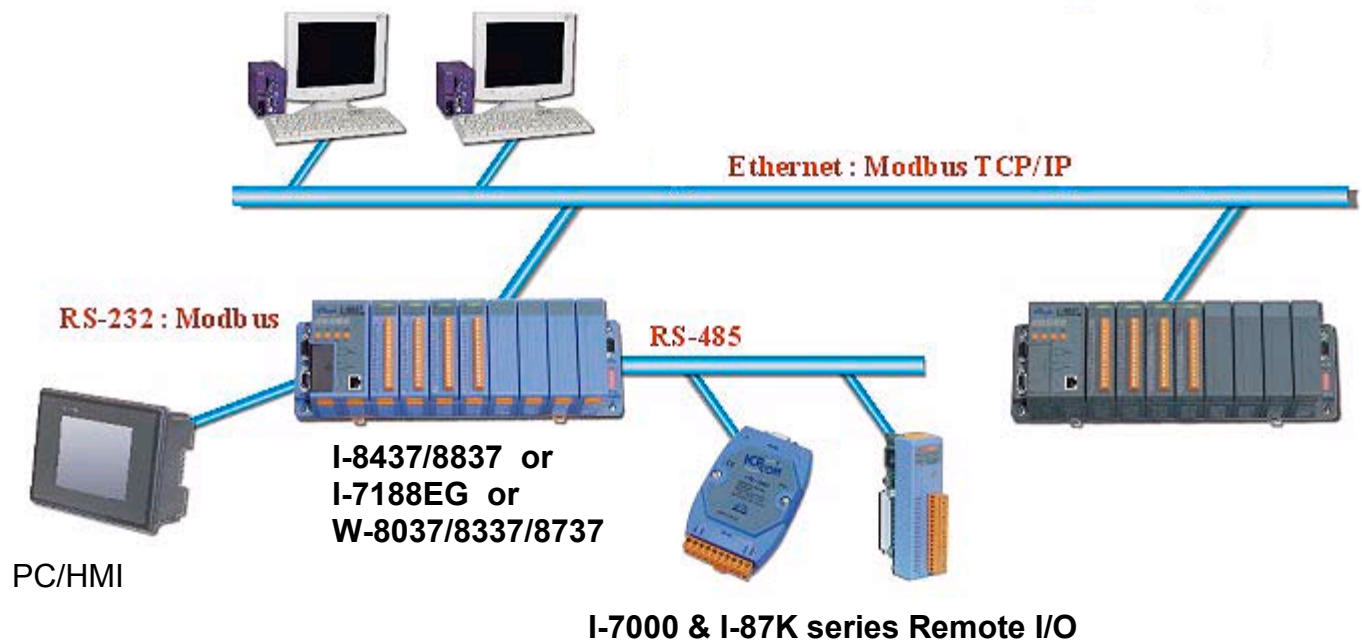 Ethernet : Modbus TCP/IP
RS-232 : Modbus
RS-485
I-8437/8837 or
I-7188EG or
W-8037/8337/8737
PC/HMI
I-7000 & I-87K series Remote I/O